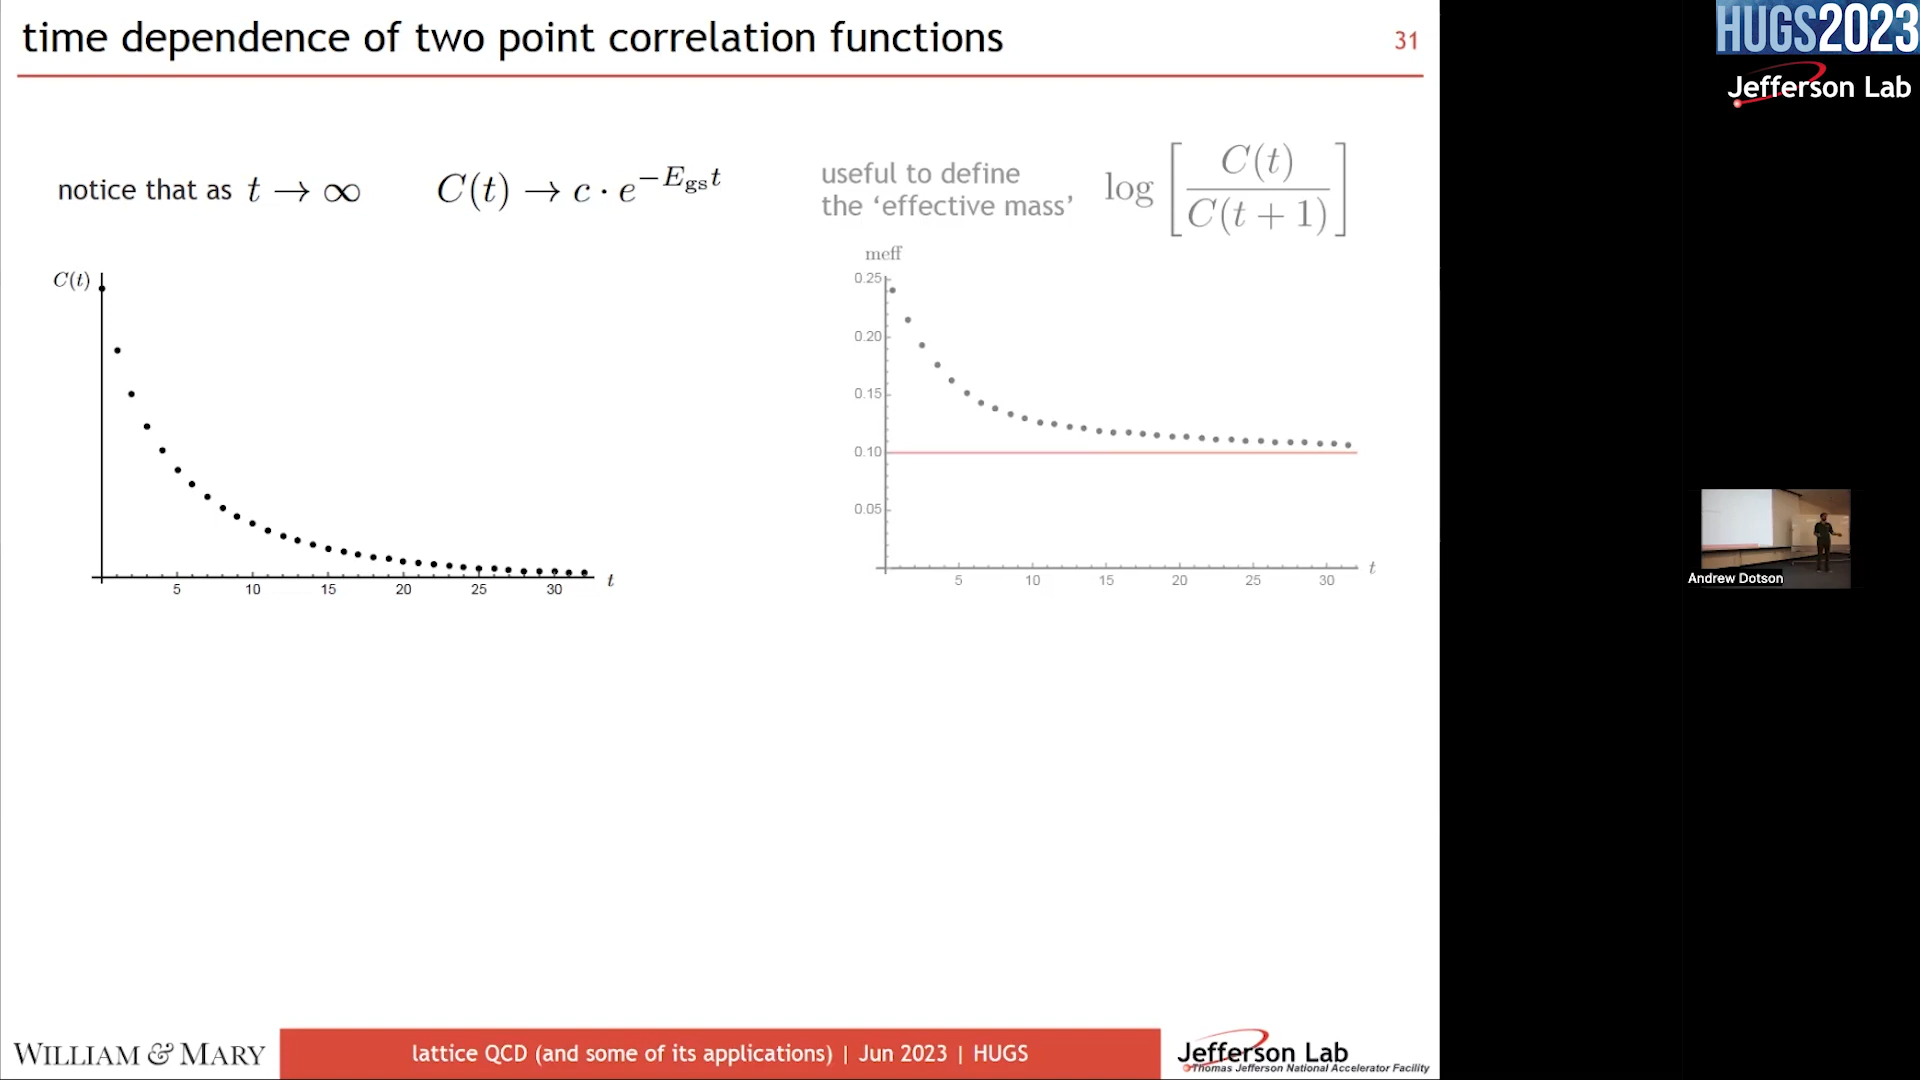 time dependence of two point correlation functions
31
HUGS2023
Jefferson Lab
notice that as t → ∞ C(t) → c · e^{−E_{gs}t}
useful to define
the ‘effective mass’
log [ C(t) / C(t + 1) ]
C(t)
5 10 15 20 25 30 t
meff
0.25
0.20
0.15
0.10
0.05
5 10 15 20 25 30 t
Andrew Dotson
WILLIAM & MARY
lattice QCD (and some of its applications) | Jun 2023 | HUGS
Jefferson Lab
Thomas Jefferson National Accelerator Facility